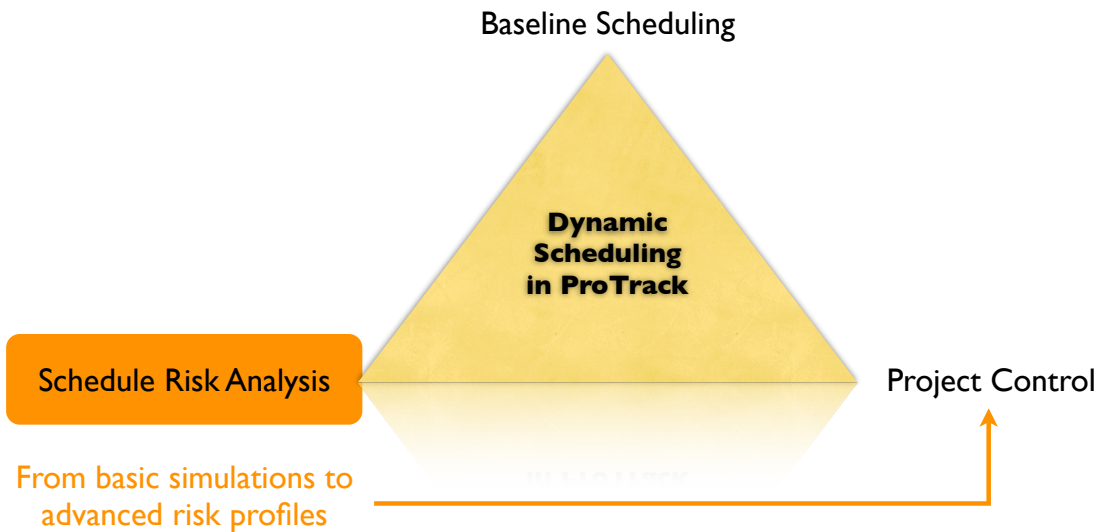 Baseline Scheduling
Dynamic
Scheduling
in ProTrack
Schedule Risk Analysis
Project Control
From basic simulations to
advanced risk profiles